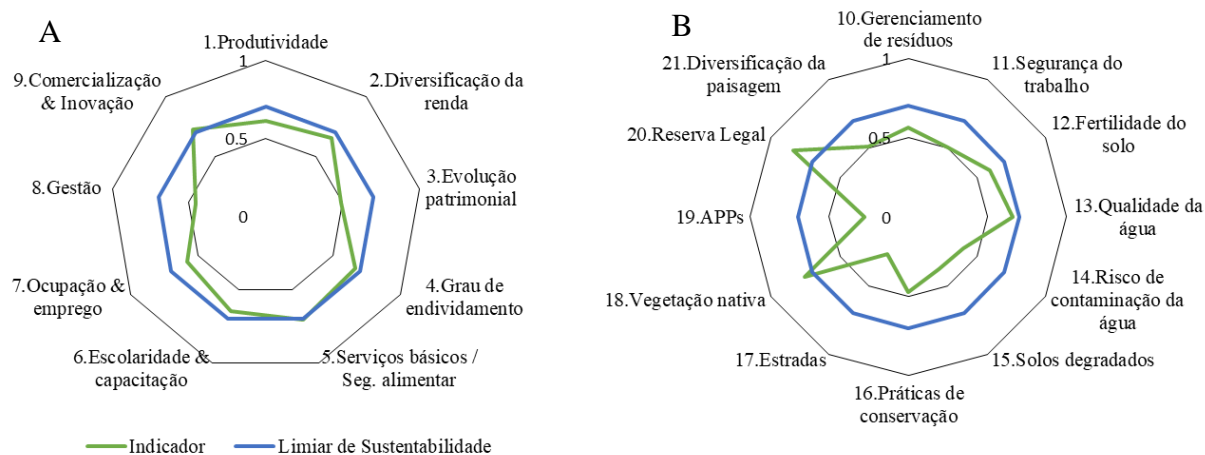 A
1.Produtividade
1
9.Comercialização
& Inovação
2.Diversificação da
renda
0.5
8.Gestão
3.Evolução
patrimonial
0
7.Ocupação &
emprego
4.Grau de
endividamento
6.Escolaridade &
capacitação
5.Serviços básicos /
Seg. alimentar
Indicador
Limiar de Sustentabilidade
B
10.Gerenciamento
de resíduos
1
21.Diversificação da
paisagem
11.Segurança do
trabalho
20.Reserva Legal
0.5
12.Fertilidade do
solo
19.APPs
0
13.Qualidade da
água
18.Vegetação nativa
14.Risco de
contaminação da
água
17.Estradas
15.Solos degradados
16.Práticas de
conservação